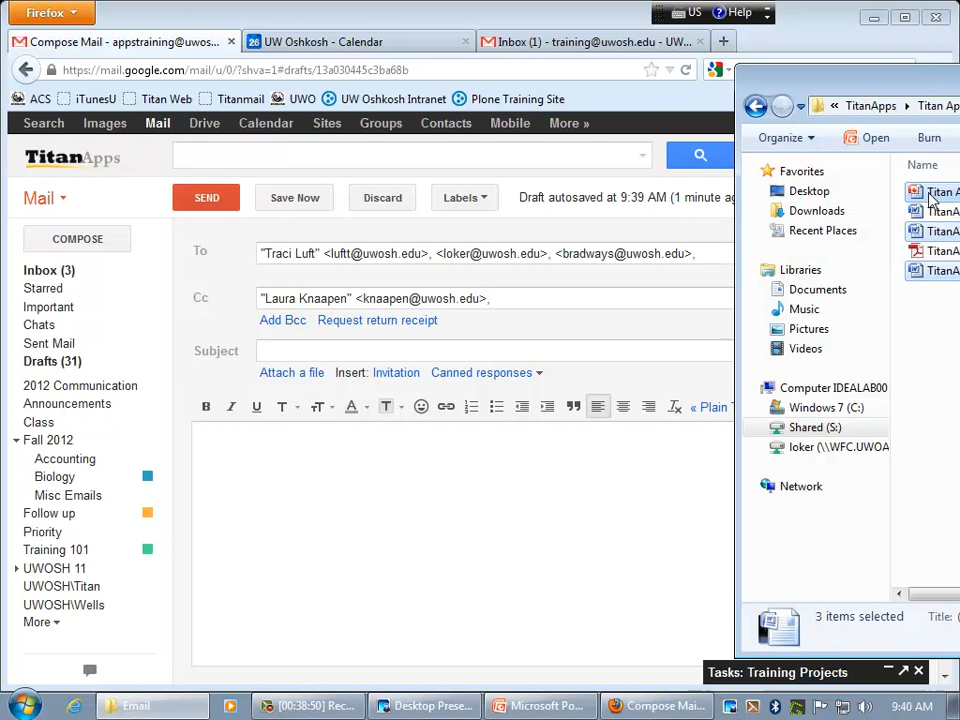 Firefox
US Help
Compose Mail - appstraining@uwos...
26 UW Oshkosh - Calendar
Inbox (1) - training@uwosh.edu - UW...
https://mail.google.com/mail/u/0/?shva=1#drafts/13a030445c3ba68b
ACS iTunesU Titan Web Titanmail UWO UW Oshkosh Intranet Plone Training Site
Search Images Mail Drive Calendar Sites Groups Contacts Mobile More »
TitanApps
Mail
SEND Save Now Discard Labels Draft autosaved at 9:39 AM (1 minute ag
COMPOSE
Inbox (3)
Starred
Important
Chats
Sent Mail
Drafts (31)
2012 Communication
Announcements
Class
Fall 2012
Accounting
Biology
Misc Emails
Follow up
Priority
Training 101
UWOSH 11
UWOSH\Titan
UWOSH\Wells
More
To "Traci Luft" <luftt@uwosh.edu>, <loker@uwosh.edu>, <bradways@uwosh.edu>,
Cc "Laura Knaapen" <knaapen@uwosh.edu>,
Add Bcc Request return receipt
Subject
Attach a file Insert: Invitation Canned responses
B I U T T A T « Plain T
« TitanApps Titan Ap
Organize Open Burn
Name
Favorites
Desktop
Downloads
Recent Places
Libraries
Documents
Music
Pictures
Videos
Computer IDEALAB00
Windows 7 (C:)
Shared (S:)
loker (\\WFC.UWOA
Network
Titan A
TitanA
TitanA
TitanA
TitanA
3 items selected Title: (
Tasks: Training Projects
Email
[00:38:50] Rec...
Desktop Prese...
Microsoft Po...
Compose Mai...
9:40 AM